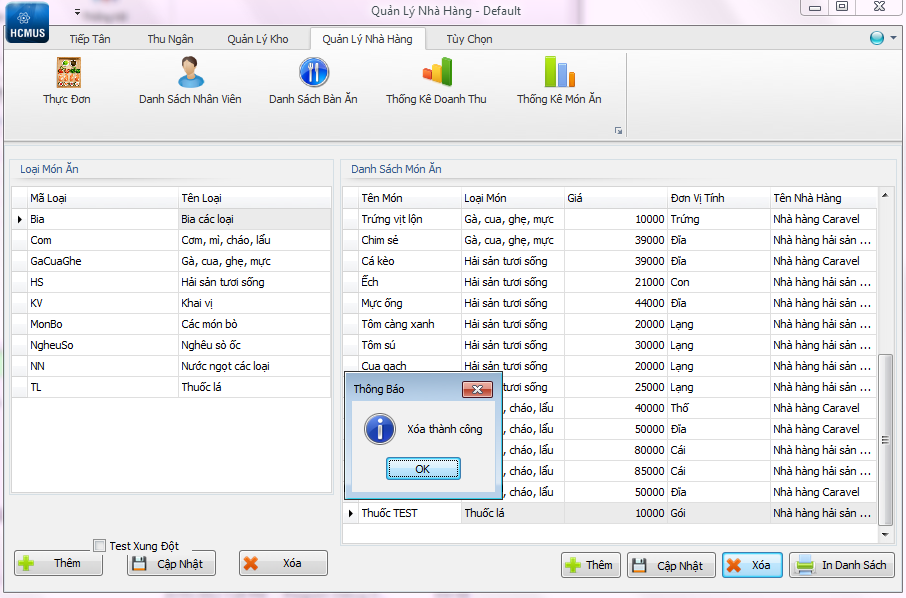 Quản Lý Nhà Hàng - Default
HCMUS
Tiếp Tân Thu Ngân Quản Lý Kho Quản Lý Nhà Hàng Tùy Chọn
Thực Đơn Danh Sách Nhân Viên Danh Sách Bàn Ăn Thống Kê Doanh Thu Thống Kê Món Ăn
Loại Món Ăn
Mã Loại Tên Loại
Bia Bia các loại
Com Cơm, mì, cháo, lẩu
GaCuaGhe Gà, cua, ghẹ, mực
HS Hải sản tươi sống
KV Khai vị
MonBo Các món bò
NgheuSo Nghêu sò ốc
NN Nước ngọt các loại
TL Thuốc lá
Test Xung Đột
Thêm Cập Nhật Xóa
Danh Sách Món Ăn
Tên Món Loại Món Giá Đơn Vị Tính Tên Nhà Hàng
Trứng vịt lộn Gà, cua, ghẹ, mực 10000 Trứng Nhà hàng Caravel
Chim sẻ Gà, cua, ghẹ, mực 39000 Đĩa Nhà hàng hải sản ...
Cá kèo Hải sản tươi sống 39000 Đĩa Nhà hàng Caravel
Ếch Hải sản tươi sống 21000 Con Nhà hàng hải sản ...
Mực ống Hải sản tươi sống 44000 Đĩa Nhà hàng hải sản ...
Tôm càng xanh Hải sản tươi sống 20000 Lạng Nhà hàng hải sản ...
Tôm sú Hải sản tươi sống 30000 Lạng Nhà hàng hải sản ...
Cua gạch Hải sản tươi sống 20000 Lạng Nhà hàng hải sản ...
tươi sống 25000 Lạng Nhà hàng hải sản ...
, cháo, lẩu 40000 Thố Nhà hàng Caravel
, cháo, lẩu 50000 Đĩa Nhà hàng Caravel
, cháo, lẩu 80000 Cái Nhà hàng hải sản ...
, cháo, lẩu 85000 Cái Nhà hàng hải sản ...
, cháo, lẩu 50000 Đĩa Nhà hàng Caravel
Thuốc TEST Thuốc lá 10000 Gói Nhà hàng hải sản ...
Thông Báo
Xóa thành công
OK
Thêm Cập Nhật Xóa In Danh Sách